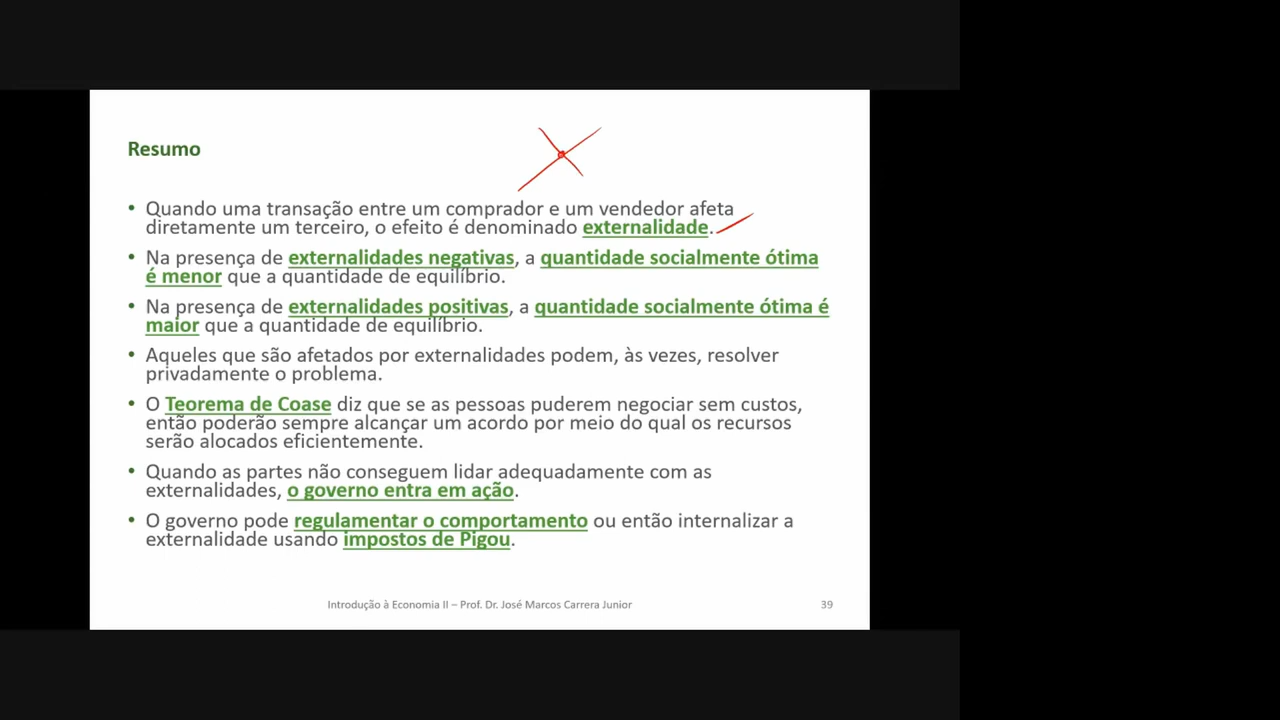 Resumo
• Quando uma transação entre um comprador e um vendedor afeta
diretamente um terceiro, o efeito é denominado externalidade.
• Na presença de externalidades negativas, a quantidade socialmente ótima
é menor que a quantidade de equilíbrio.
• Na presença de externalidades positivas, a quantidade socialmente ótima é
maior que a quantidade de equilíbrio.
• Aqueles que são afetados por externalidades podem, às vezes, resolver
privadamente o problema.
• O Teorema de Coase diz que se as pessoas puderem negociar sem custos,
então poderão sempre alcançar um acordo por meio do qual os recursos
serão alocados eficientemente.
• Quando as partes não conseguem lidar adequadamente com as
externalidades, o governo entra em ação.
• O governo pode regulamentar o comportamento ou então internalizar a
externalidade usando impostos de Pigou.
Introdução à Economia II – Prof. Dr. José Marcos Carrera Junior
39